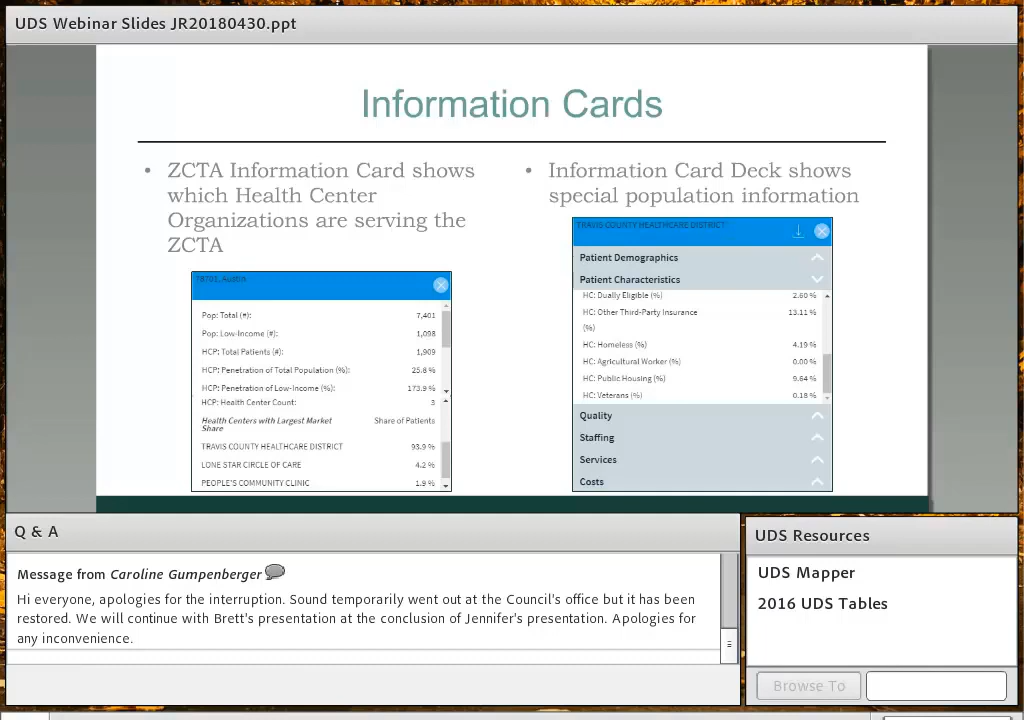 UDS Webinar Slides JR20180430.ppt
Information Cards
• ZCTA Information Card shows
which Health Center
Organizations are serving the
ZCTA
78701, Austin
Pop: Total (#): 7,401
Pop: Low-Income (#): 1,098
HCP: Total Patients (#): 1,909
HCP: Penetration of Total Population (%): 25.8 %
HCP: Penetration of Low-Income (%): 173.9 %
HCP: Health Center Count: 3
Health Centers with Largest Market Share of Patients
Share
TRAVIS COUNTY HEALTHCARE DISTRICT 93.9 %
LONE STAR CIRCLE OF CARE 4.2 %
PEOPLE'S COMMUNITY CLINIC 1.9 %
• Information Card Deck shows
special population information
TRAVIS COUNTY HEALTHCARE DISTRICT
Patient Demographics
Patient Characteristics
HC: Dually Eligible (%) 2.60 %
HC: Other Third-Party Insurance 13.11 %
(%)
HC: Homeless (%) 4.19 %
HC: Agricultural Worker (%) 0.00 %
HC: Public Housing (%) 9.64 %
HC: Veterans (%) 0.18 %
Quality
Staffing
Services
Costs
Q & A
Message from Caroline Gumpenberger
Hi everyone, apologies for the interruption. Sound temporarily went out at the Council's office but it has been
restored. We will continue with Brett's presentation at the conclusion of Jennifer's presentation. Apologies for
any inconvenience.
UDS Resources
UDS Mapper
2016 UDS Tables
Browse To